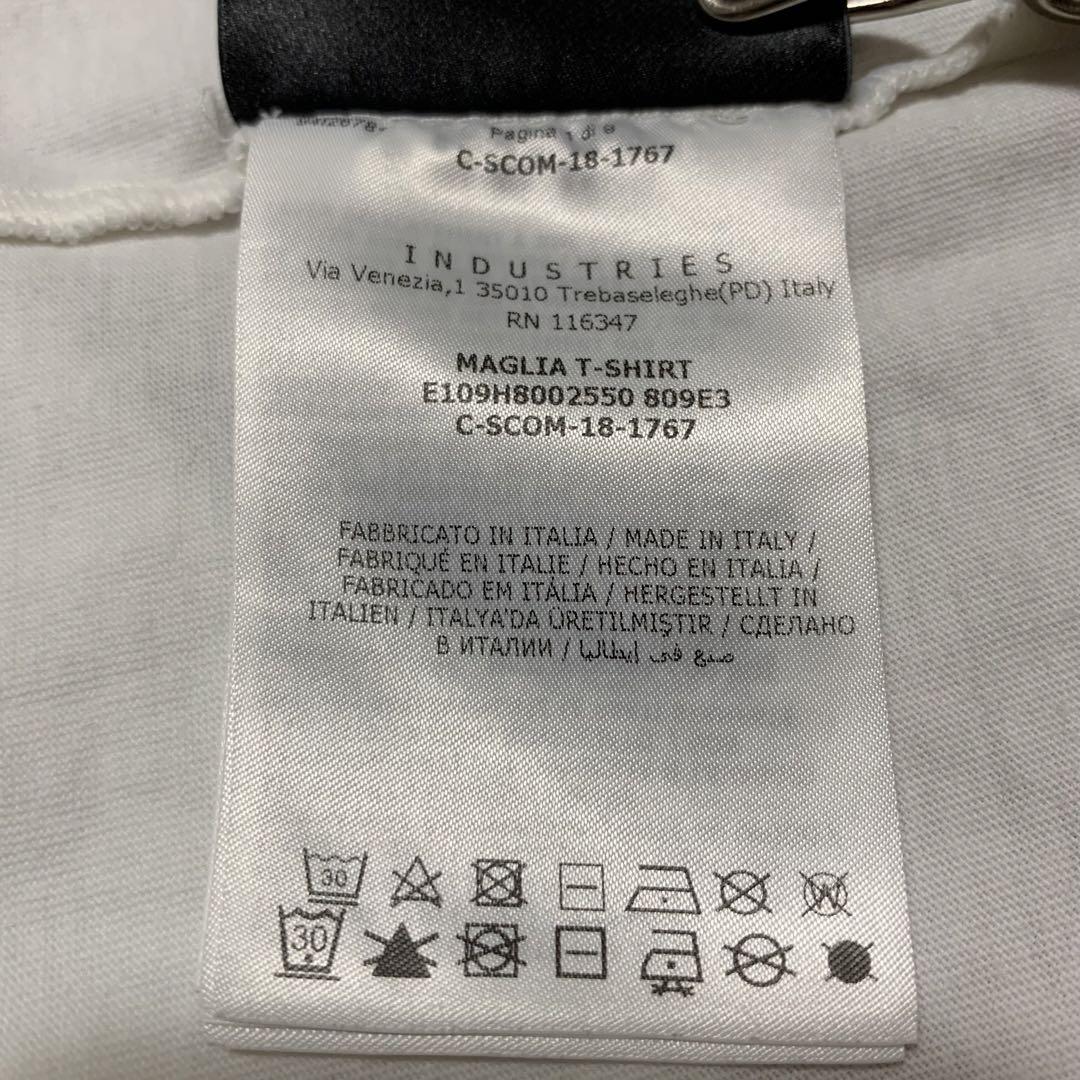 Pagina 1 di 8
C-SCOM-18-1767
INDUSTRIES
Via Venezia,1 35010 Trebaseleghe(PD) Italy
RN 116347
MAGLIA T-SHIRT
E109H8002550 809E3
C-SCOM-18-1767
FABBRICATO IN ITALIA / MADE IN ITALY /
FABRIQUÉ EN ITALIE / HECHO EN ITALIA /
FABRICADO EM ITÁLIA / HERGESTELLT IN
ITALIEN / ITALYA'DA ÜRETILMIŞTIR / СДЕЛАНО
В ИТАЛИИ / صنع في إيطاليا
30 W
30